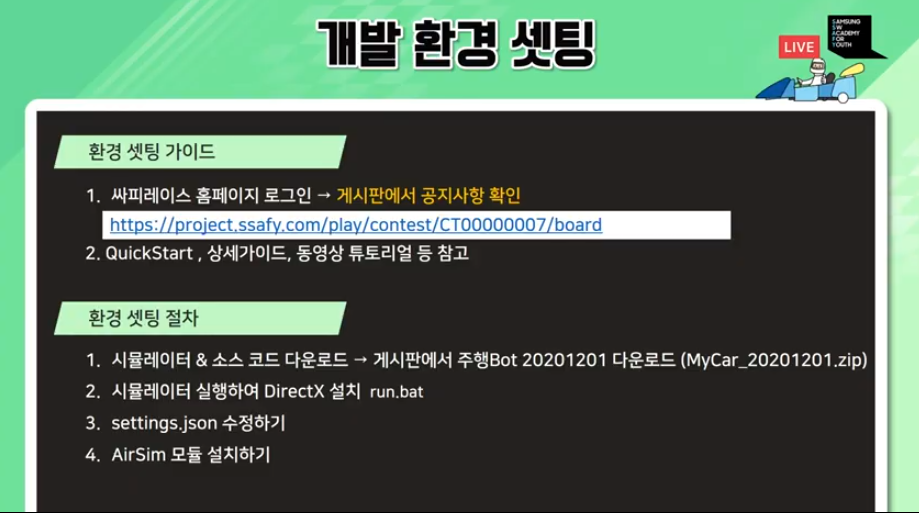 개발 환경 셋팅
LIVE
SAMSUNG
SW
ACADEMY
FOR
YOUTH
환경 셋팅 가이드
1. 싸피레이스 홈페이지 로그인 → 게시판에서 공지사항 확인
https://project.ssafy.com/play/contest/CT00000007/board
2. QuickStart , 상세가이드, 동영상 튜토리얼 등 참고
환경 셋팅 절차
1. 시뮬레이터 & 소스 코드 다운로드 → 게시판에서 주행Bot 20201201 다운로드 (MyCar_20201201.zip)
2. 시뮬레이터 실행하여 DirectX 설치 run.bat
3. settings.json 수정하기
4. AirSim 모듈 설치하기